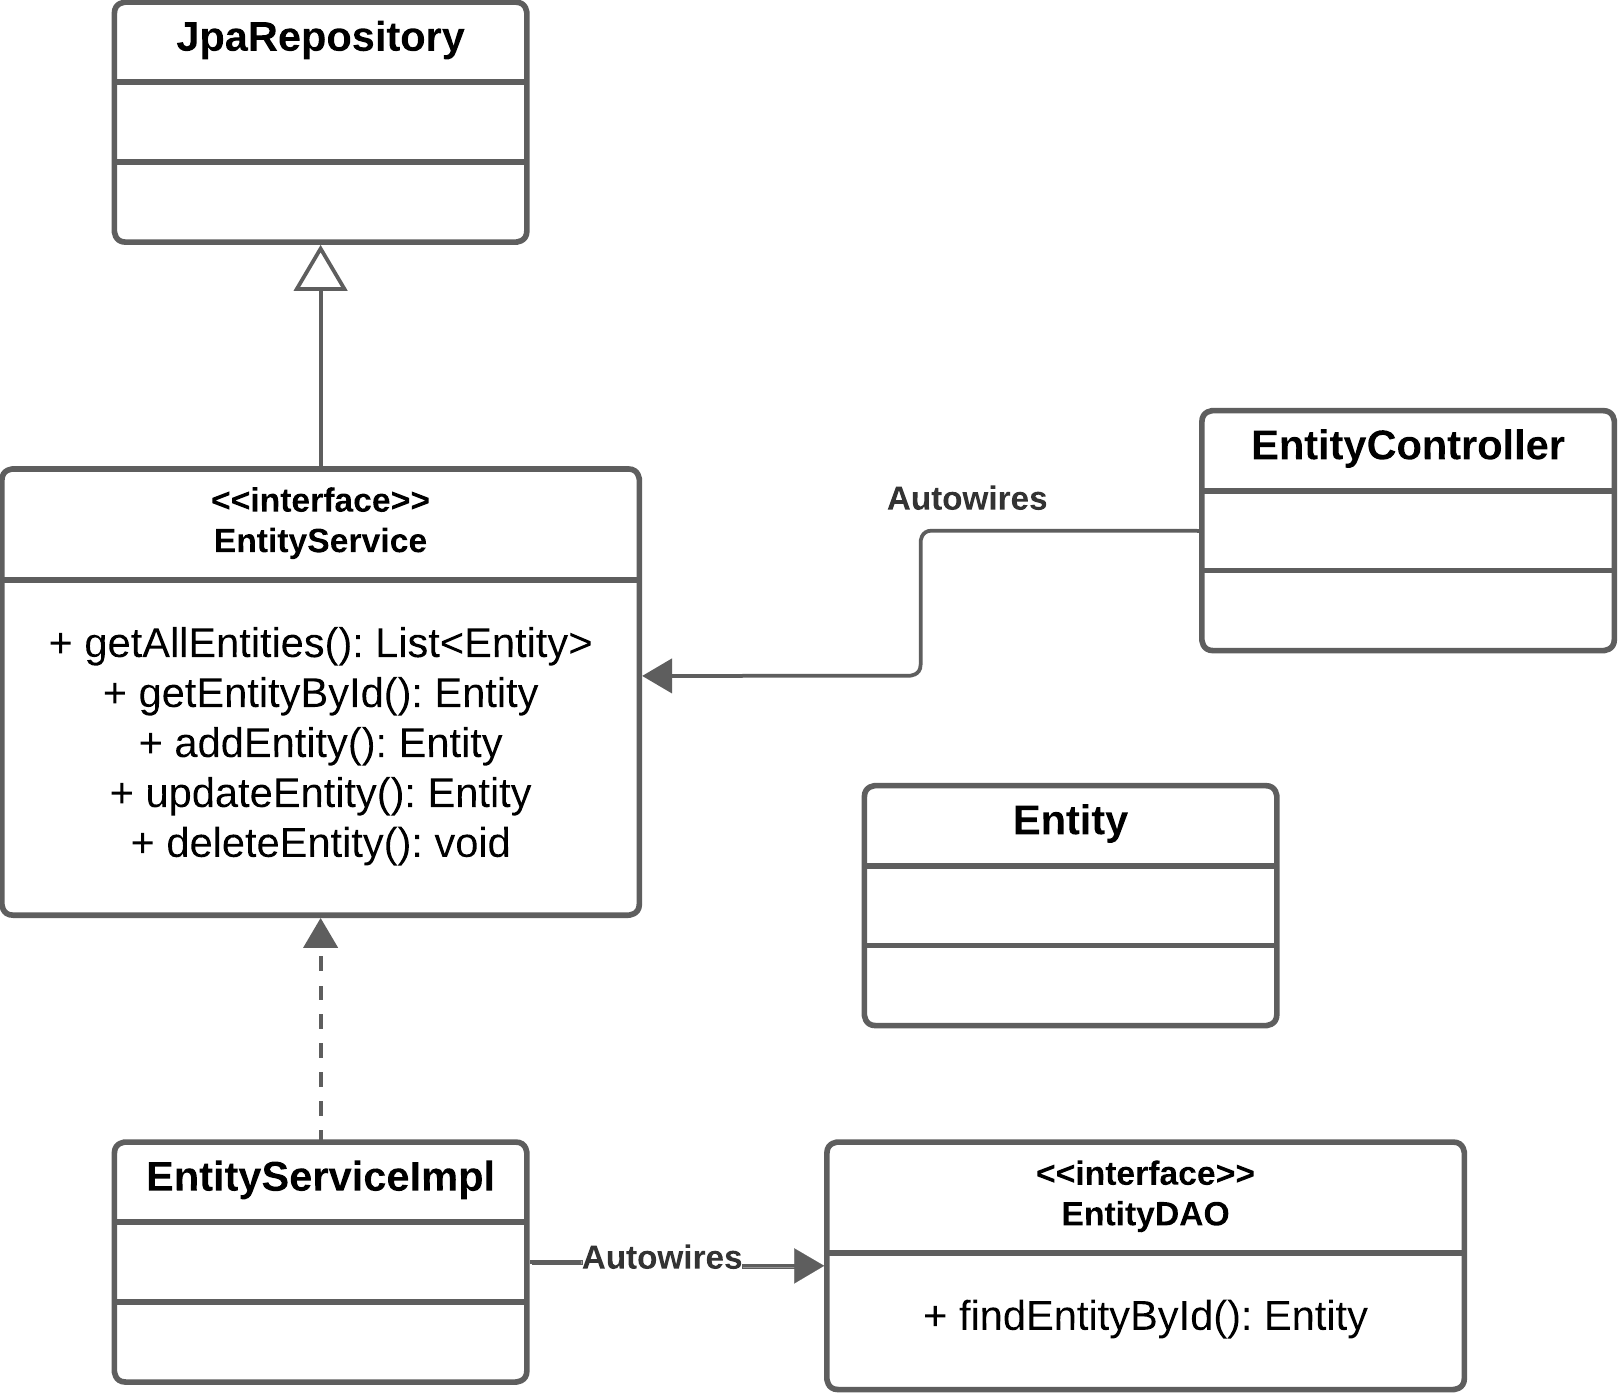 JpaRepository
<<interface>>
EntityService
+ getAllEntities(): List<Entity>
+ getEntityById(): Entity
+ addEntity(): Entity
+ updateEntity(): Entity
+ deleteEntity(): void
Autowires
EntityController
Entity
EntityServiceImpl
Autowires
<<interface>>
EntityDAO
+ findEntityById(): Entity